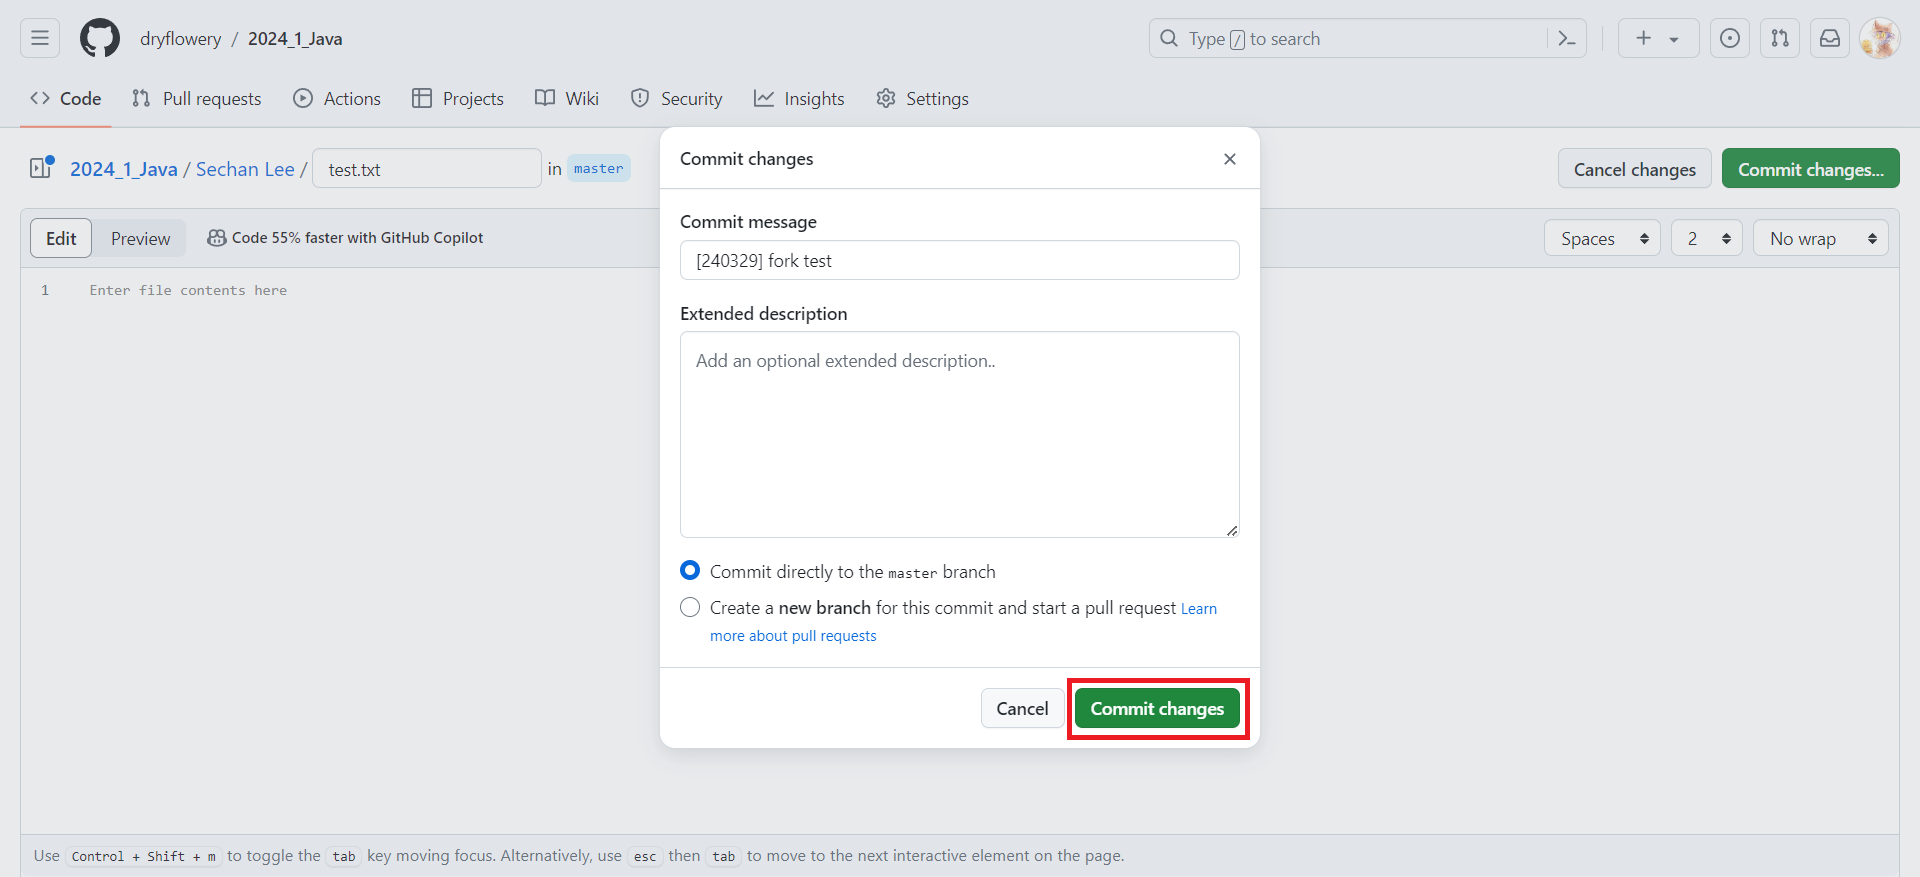 dryflowery / 2024_1_Java
Type / to search
Code Pull requests Actions Projects Wiki Security Insights Settings
2024_1_Java / Sechan Lee / test.txt in master
Cancel changes Commit changes...
Edit Preview Code 55% faster with GitHub Copilot
Spaces 2 No wrap
1 Enter file contents here
Commit changes
Commit message
[240329] fork test
Extended description
Add an optional extended description..
Commit directly to the master branch
Create a new branch for this commit and start a pull request Learn
more about pull requests
Cancel Commit changes
Use Control + Shift + m to toggle the tab key moving focus. Alternatively, use esc then tab to move to the next interactive element on the page.